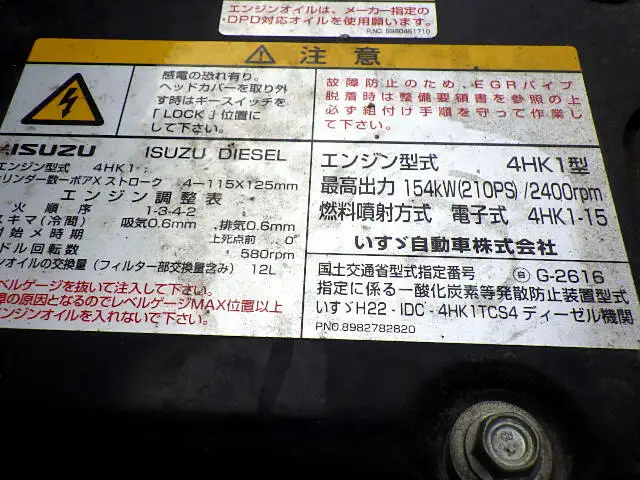 エンジンオイルは、メーカー指定の
DPD対応オイルを使用願います。
P.NO. 8980461710
注意
感電の恐れ有り。
ヘッドカバーを取り外
す時はキースイッチを
「LOCK」位置に
して下さい。
故障防止のため、EGRパイプ
脱着時は整備要領書を参照の上
必ず組付け手順を守って作業し
て下さい。
ISUZU ISUZU DIESEL
エンジン型式 4HK1
シリンダー数-ボアXストローク 4-115X125mm
エンジン調整表
火順序 1-3-4-2
スキマ(冷間) 吸気0.6mm 排気0.6mm
射始メ時期 上死点前 0°
ドル回転数 580rpm
オイルの交換量(フィルター部交換量含み) 12L
ベルゲージを抜いて注入して下さい。
の原因となるのでレベルゲージMAX位置以上
エンジンオイルを入れないで下さい。
エンジン型式 4HK1型
最高出力 154kW(210PS)/2400rpm
燃料噴射方式 電子式 4HK1-15
いすゞ自動車株式会社
国土交通省型式指定番号 G-2616
指定に係る一酸化炭素等発散防止装置型式
いすゞH22-IDC-4HK1TCS4 ディーゼル機関
PNO.8982782820